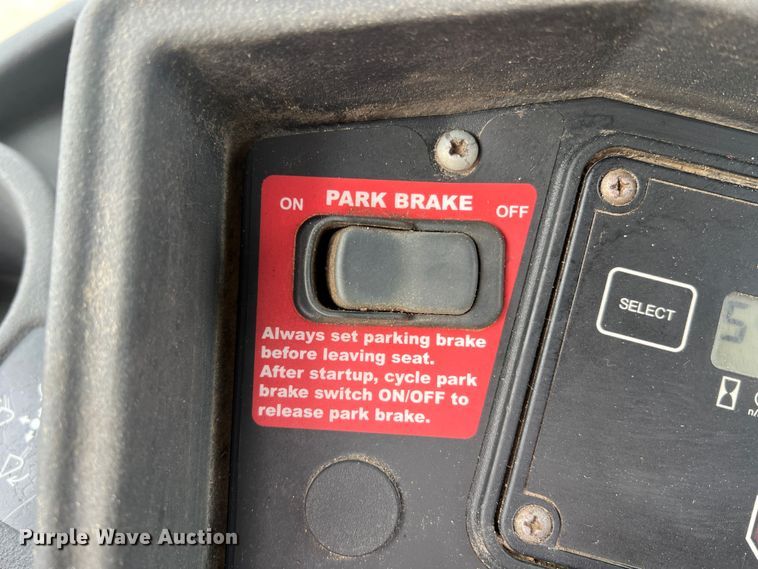 ON PARK BRAKE OFF
Always set parking brake
before leaving seat.
After startup, cycle park
brake switch ON/OFF to
release park brake.
SELECT
5
n/
Purple Wave Auction